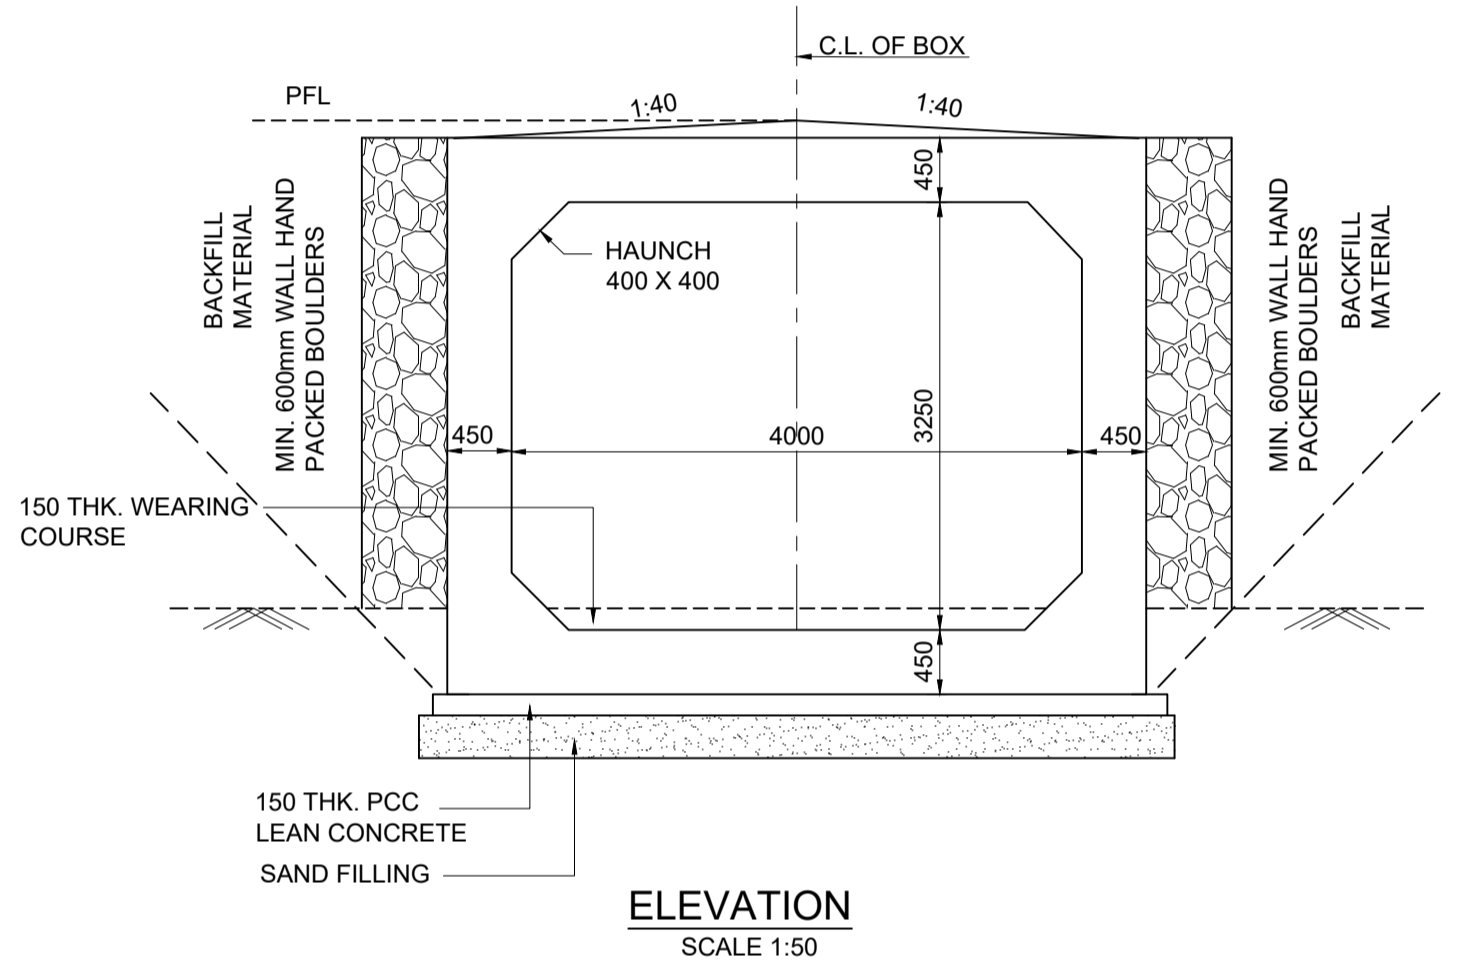 C.L. OF BOX
PFL
1:40
1:40
450
BACKFILL
MATERIAL
MIN. 600mm WALL HAND
PACKED BOULDERS
HAUNCH
400 X 400
MIN. 600mm WALL HAND
PACKED BOULDERS
BACKFILL
MATERIAL
3250
450
4000
450
150 THK. WEARING
COURSE
450
150 THK. PCC
LEAN CONCRETE
SAND FILLING
ELEVATION
SCALE 1:50